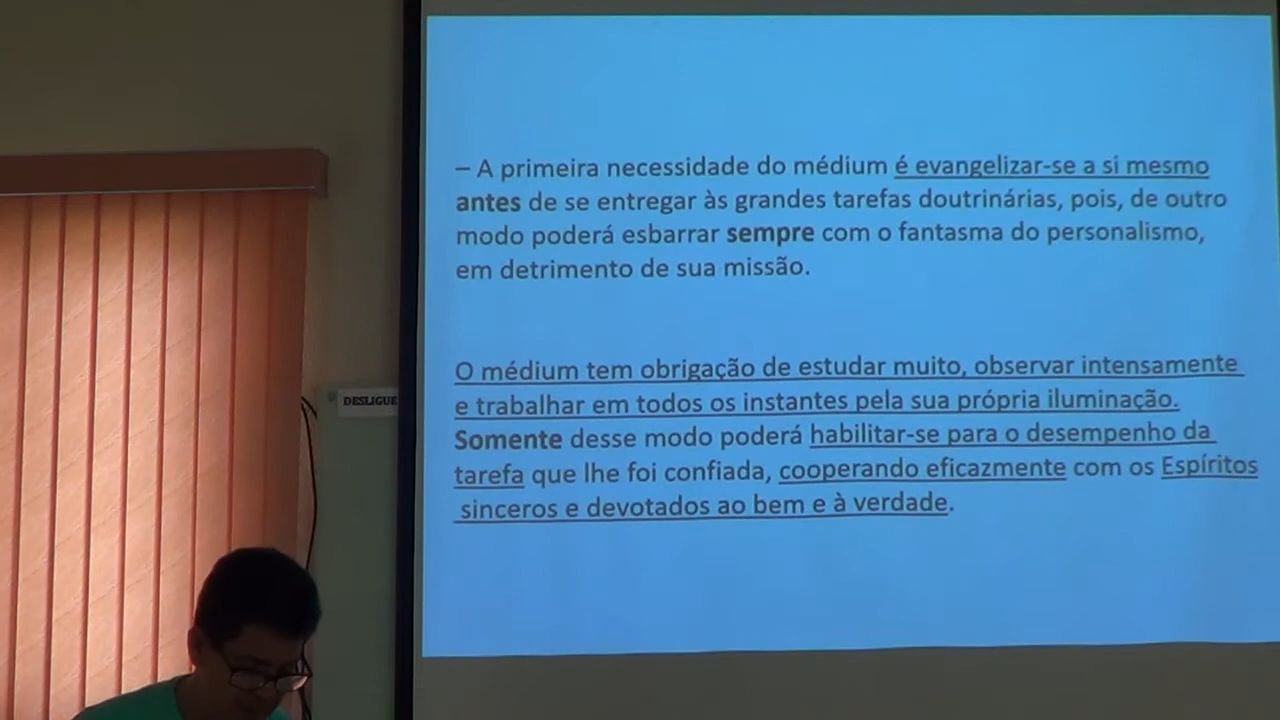 – A primeira necessidade do médium é evangelizar-se a si mesmo
antes de se entregar às grandes tarefas doutrinárias, pois, de outro
modo poderá esbarrar sempre com o fantasma do personalismo,
em detrimento de sua missão.
O médium tem obrigação de estudar muito, observar intensamente
e trabalhar em todos os instantes pela sua própria iluminação.
Somente desse modo poderá habilitar-se para o desempenho da
tarefa que lhe foi confiada, cooperando eficazmente com os Espíritos
sinceros e devotados ao bem e à verdade.
DESLIGUE